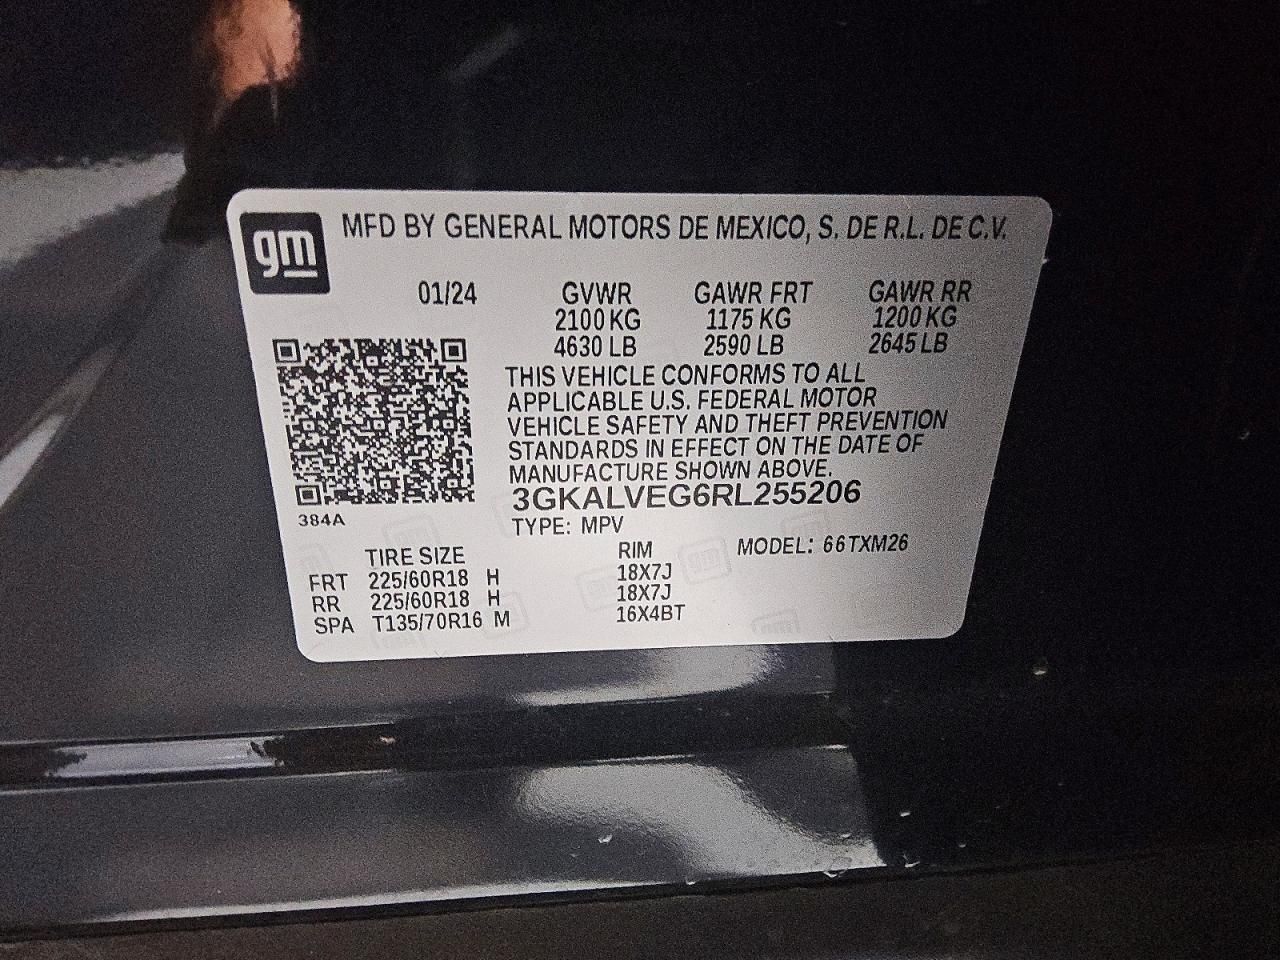 gm
MFD BY GENERAL MOTORS DE MEXICO, S. DE R.L. DE C.V.
01/24 GVWR GAWR FRT GAWR RR
2100 KG 1175 KG 1200 KG
4630 LB 2590 LB 2645 LB
THIS VEHICLE CONFORMS TO ALL
APPLICABLE U.S. FEDERAL MOTOR
VEHICLE SAFETY AND THEFT PREVENTION
STANDARDS IN EFFECT ON THE DATE OF
MANUFACTURE SHOWN ABOVE.
3GKALVEG6RL255206
384A
TYPE: MPV
TIRE SIZE RIM MODEL: 66TXM26
FRT 225/60R18 H 18X7J
RR 225/60R18 H 18X7J
SPA T135/70R16 M 16X4BT